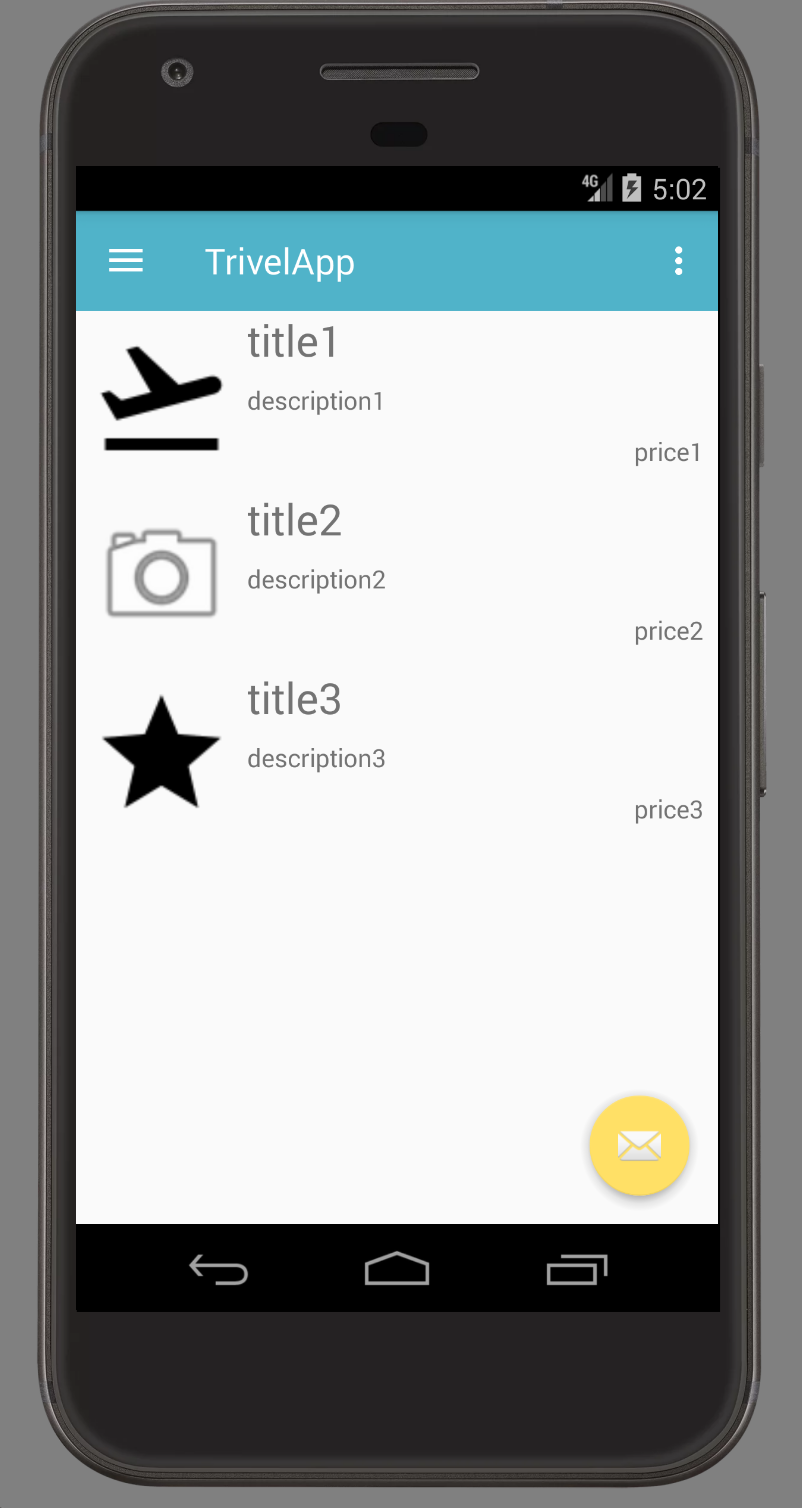 4G 5:02
TrivelApp
title1
description1
price1
title2
description2
price2
title3
description3
price3